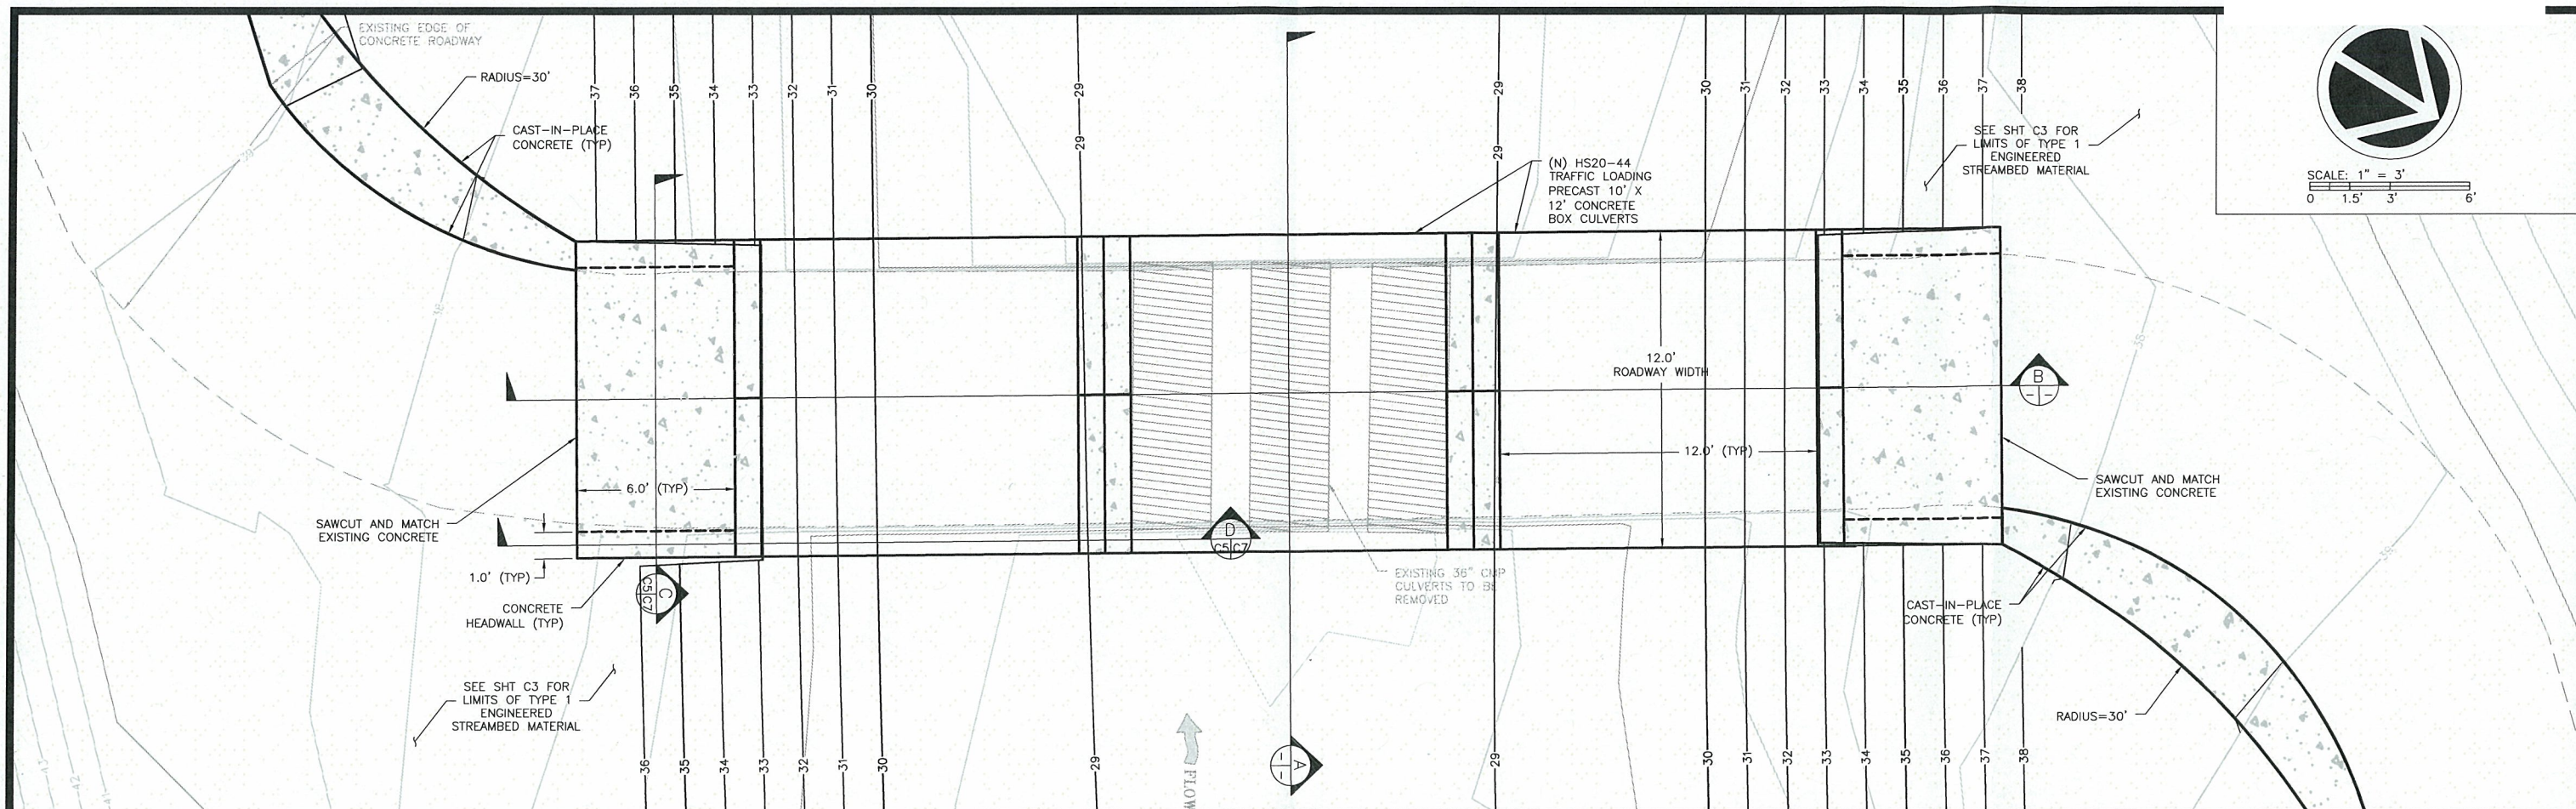 EXISTING EDGE OF
CONCRETE ROADWAY
RADIUS=30'
CAST-IN-PLACE
CONCRETE (TYP)
37
36
35
34
33
32
31
30
29
29
29
29
30
31
32
33
34
35
36
37
38
(N) HS20-44
TRAFFIC LOADING
PRECAST 10' X
12' CONCRETE
BOX CULVERTS
SEE SHT C3 FOR
LIMITS OF TYPE 1
ENGINEERED
STREAMBED MATERIAL
SCALE: 1" = 3'
0 1.5' 3' 6'
38
38
12.0'
ROADWAY WIDTH
B
12.0' (TYP)
6.0' (TYP)
SAWCUT AND MATCH
EXISTING CONCRETE
SAWCUT AND MATCH
EXISTING CONCRETE
D
C5 C7
1.0' (TYP)
C
C5 C7
CONCRETE
HEADWALL (TYP)
EXISTING 36" CMP
CULVERTS TO BE
REMOVED
CAST-IN-PLACE
CONCRETE (TYP)
SEE SHT C3 FOR
LIMITS OF TYPE 1
ENGINEERED
STREAMBED MATERIAL
RADIUS=30'
FLOW
A
43
42
41
36
35
34
33
32
31
30
29
29
30
31
32
33
34
35
36
37
38